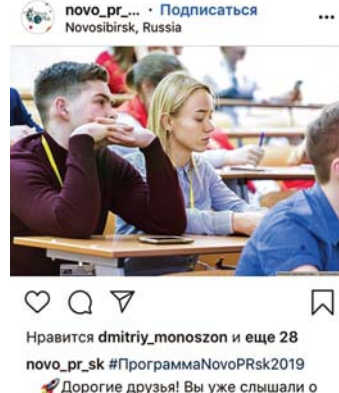 novo_pr_... • Подписаться
Novosibirsk, Russia
Нравится dmitriy_monoszon и еще 28
novo_pr_sk #ПрограммаNovoPRsk2019
🚀Дорогие друзья! Вы уже слышали о